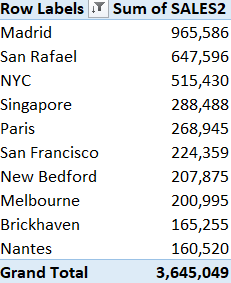 Row Labels Sum of SALES2
Madrid 965,586
San Rafael 647,596
NYC 515,430
Singapore 288,488
Paris 268,945
San Francisco 224,359
New Bedford 207,875
Melbourne 200,995
Brickhaven 165,255
Nantes 160,520
Grand Total 3,645,049